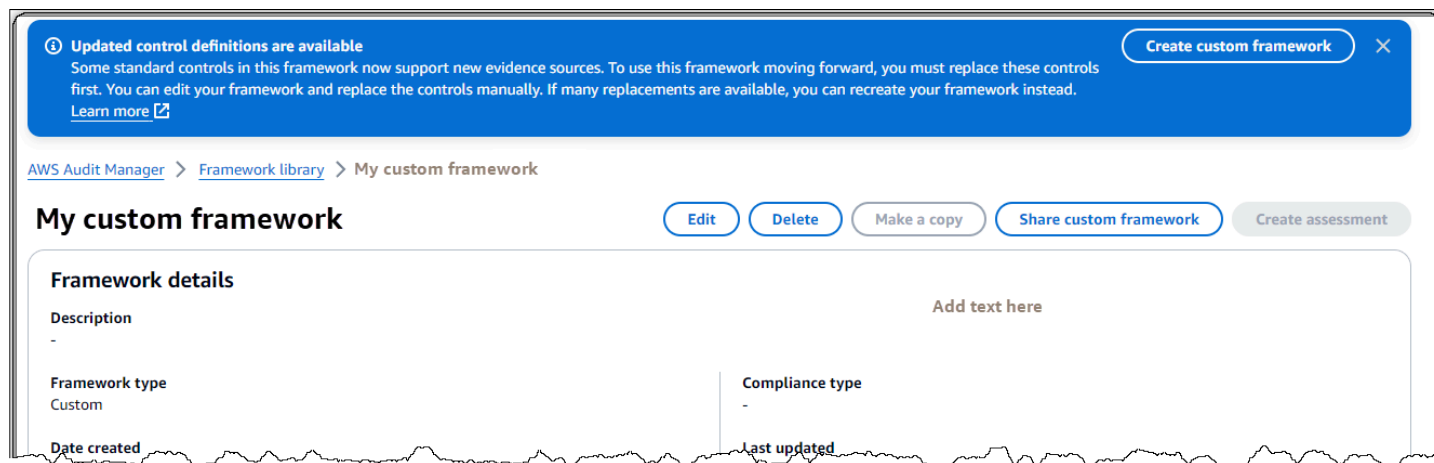 Updated control definitions are available
Create custom framework
Some standard controls in this framework now support new evidence sources. To use this framework moving forward, you must replace these controls
first. You can edit your framework and replace the controls manually. If many replacements are available, you can recreate your framework instead.
Learn more
AWS Audit Manager > Framework library > My custom framework
My custom framework
Edit
Delete
Make a copy
Share custom framework
Create assessment
Framework details
Add text here
Description
-
Framework type
Compliance type
Custom
-
Date created
Last updated